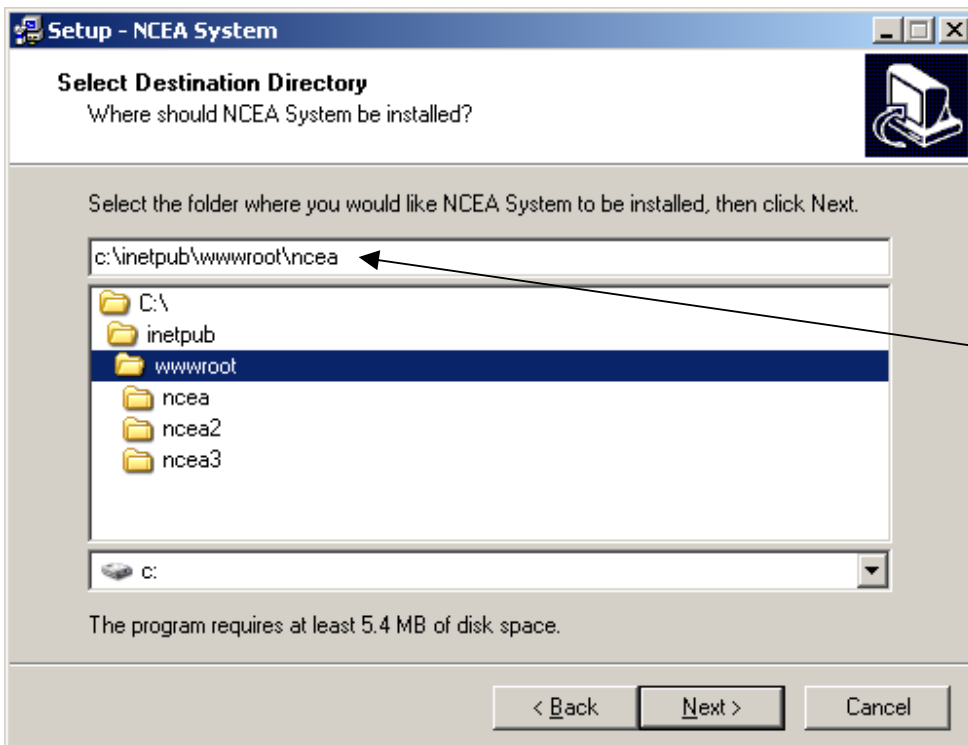 Setup - NCEA System
Select Destination Directory
Where should NCEA System be installed?
Select the folder where you would like NCEA System to be installed, then click Next.
c:\inetpub\wwwroot\ncea
C:\
inetpub
wwwroot
ncea
ncea2
ncea3
c:
The program requires at least 5.4 MB of disk space.
< Back Next > Cancel